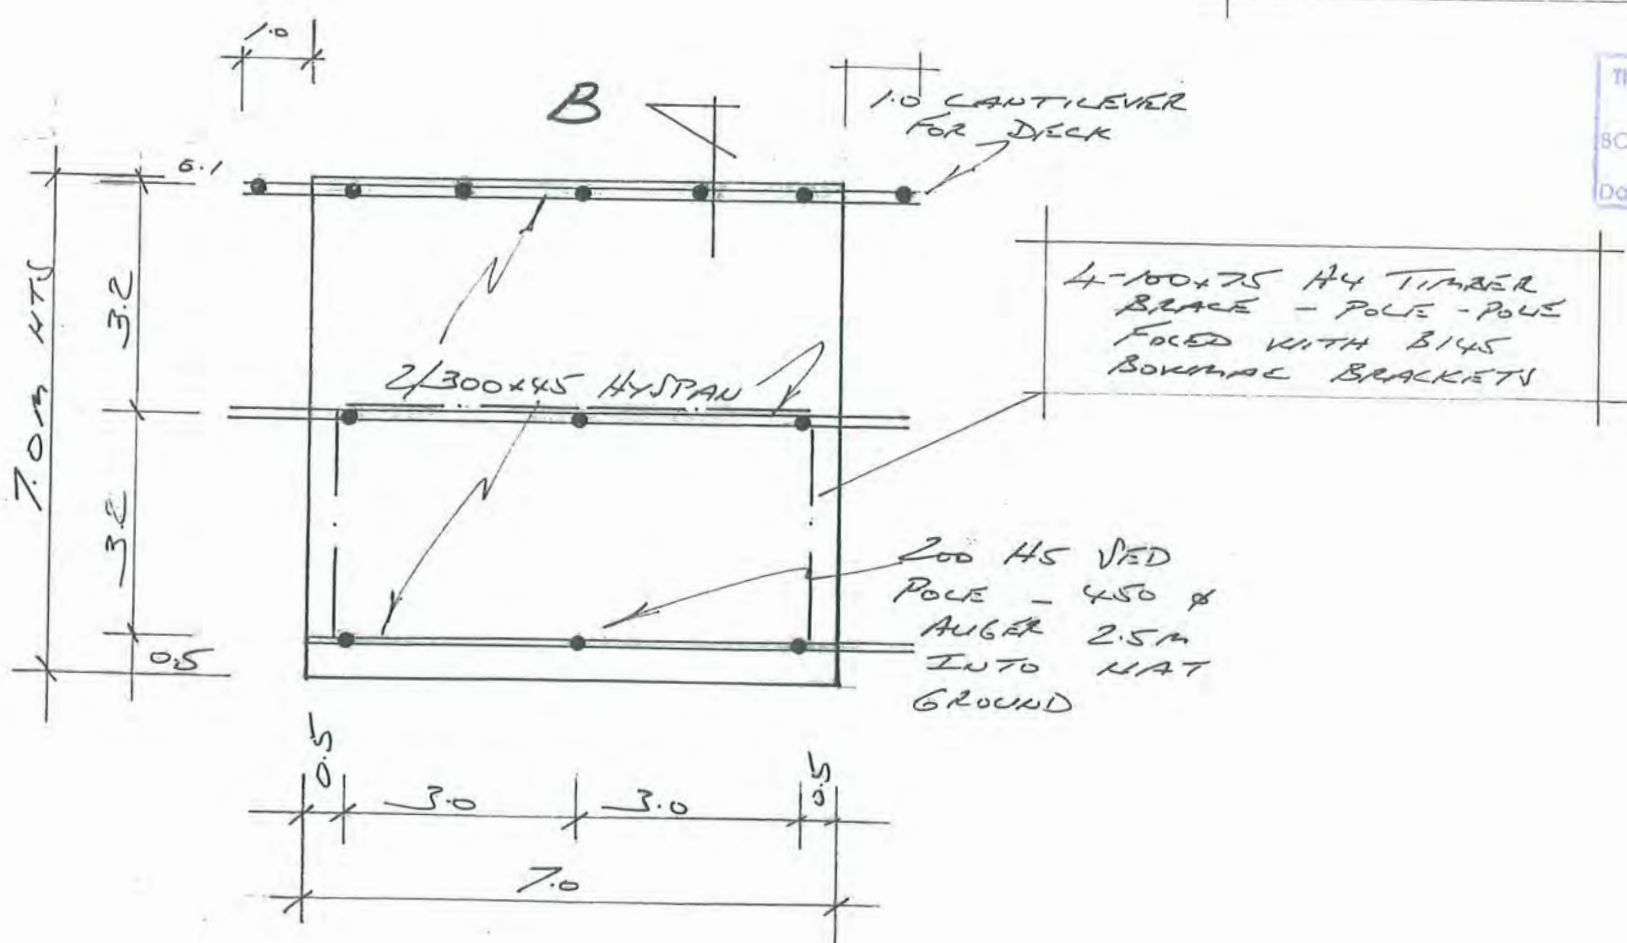 1.0
B
1.0 CANTILEVER
FOR DECK
0.1
7.0m HTS
3.2
3.2
0.5
2/300x45 HYSPAN
4-100x75 H4 TIMBER
BRACE - POLE - POLE
WITH B145
BOWMAC BRACKETS
200 H5 SED
POLE - 450 ø
AUGER 2.5m
INTO NAT
GROUND
0.5
3.0
3.0
0.5
7.0